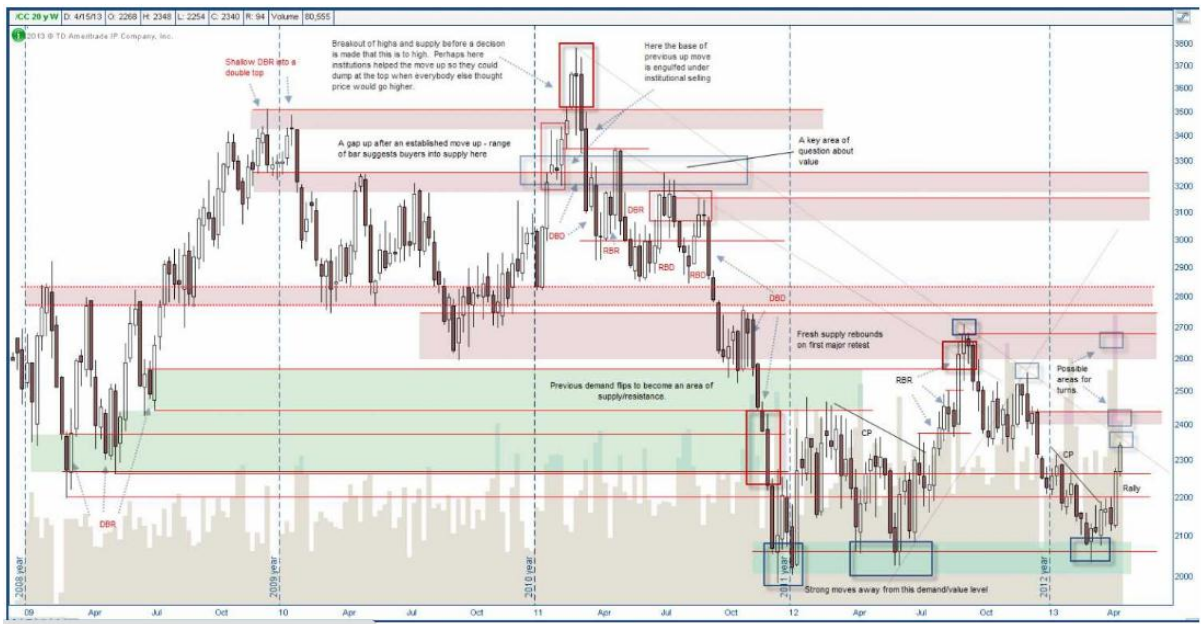 /CC 20 y W D: 4/15/13 O: 2268 H: 2348 L: 2254 C: 2340 R: 94 Volume 80,555
2013 © TD Ameritrade IP Company, Inc.
Shallow DBR into a
double top
Breakout of highs and supply before a decison
is made that this is to high. Perhaps here
institutions helped the move up so they could
dump at the top when everybody else thought
price would go higher.
Here the base of
previous up move
is engulfed under
institutional selling
A gap up after an established move up - range
of bar suggests buyers into supply here
A key area of
question about
value
DBR
DBD
RBR
RBD
RBD
DBD
Fresh supply rebounds
on first major retest
RBR
Possible
areas for
turns.
Previous demand flips to become an area of
supply/resistance.
CP
CP
Rally
DBR
Strong moves away from this demand/value level
2008 year
2009 year
2010 year
2011 year
2012 year
3800
3700
3600
3500
3400
3300
3200
3100
3000
2900
2800
2700
2600
2500
2400
2300
2200
2100
2000
09 Apr Jul Oct 10 Apr Jul Oct 11 Apr Jul Oct 12 Apr Jul Oct 13 Apr